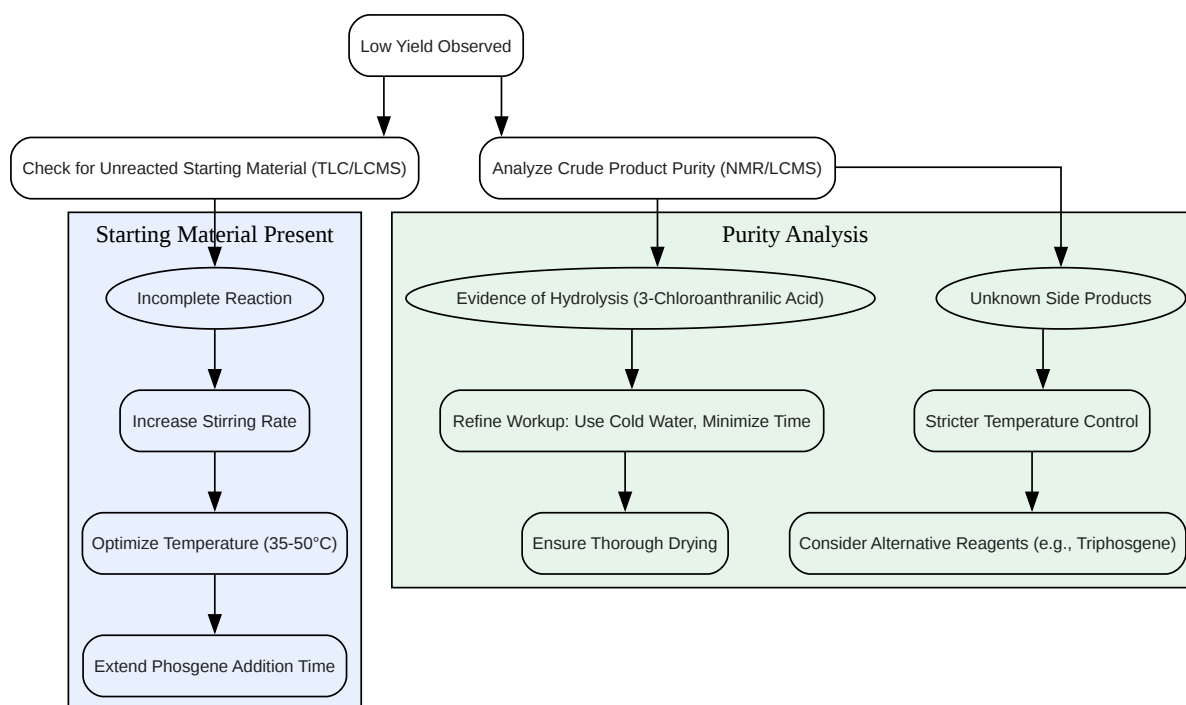 Low Yield Observed
Check for Unreacted Starting Material (TLC/LCMS)
Analyze Crude Product Purity (NMR/LCMS)
Starting Material Present
Purity Analysis
Incomplete Reaction
Evidence of Hydrolysis (3-Chloroanthranilic Acid)
Unknown Side Products
Increase Stirring Rate
Refine Workup: Use Cold Water, Minimize Time
Stricter Temperature Control
Optimize Temperature (35-50°C)
Ensure Thorough Drying
Consider Alternative Reagents (e.g., Triphosgene)
Extend Phosgene Addition Time